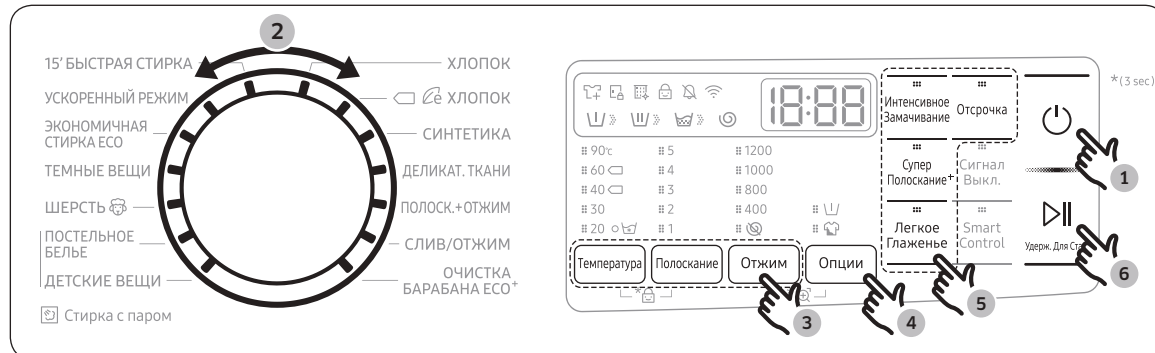 2
15' БЫСТРАЯ СТИРКА
УСКОРЕННЫЙ РЕЖИМ
ЭКОНОМИЧНАЯ
СТИРКА ECO
ТЕМНЫЕ ВЕЩИ
ШЕРСТЬ
ПОСТЕЛЬНОЕ
БЕЛЬЕ
ДЕТСКИЕ ВЕЩИ
Стирка с паром
ХЛОПОК
ХЛОПОК
СИНТЕТИКА
ДЕЛИКАТ. ТКАНИ
ПОЛОСК.+ОТЖИМ
СЛИВ/ОТЖИМ
ОЧИСТКА
БАРАБАНА ECO+
18:88
90℃ 5 1200
60 4 1000
40 3 800
30 2 400
20 1
Температура
Полоскание
Отжим
Опции
*
3
4
Интенсивное
Замачивание
Отсрочка
Супер
Полоскание+
Сигнал
Выкл.
Легкое
Глаженье
Smart
Control
5
*(3 sec)
1
Удерж. Для Ста
6